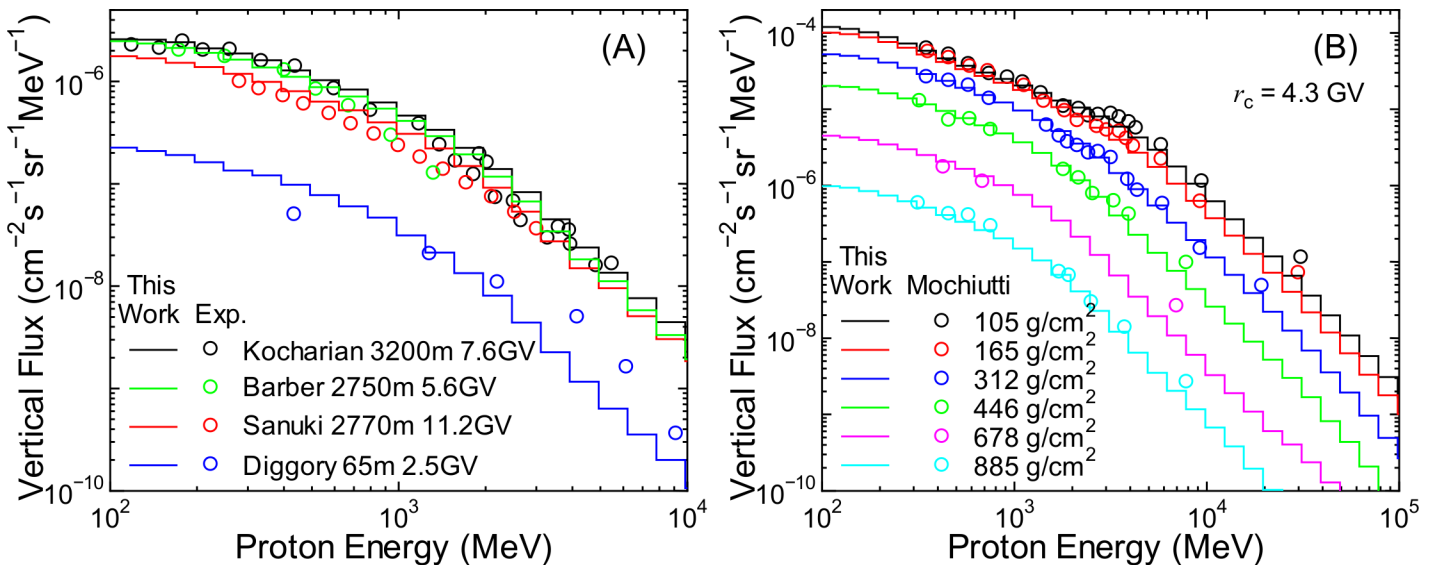 Vertical Flux (cm⁻²s⁻¹sr⁻¹MeV⁻¹)
10⁻⁶
10⁻⁸
10⁻¹⁰
(A)
This
Work Exp.
Kocharian 3200m 7.6GV
Barber 2750m 5.6GV
Sanuki 2770m 11.2GV
Diggory 65m 2.5GV
10² 10³ 10⁴
Proton Energy (MeV)
Vertical Flux (cm⁻²s⁻¹sr⁻¹MeV⁻¹)
10⁻⁴
10⁻⁶
10⁻⁸
10⁻¹⁰
(B)
r_c = 4.3 GV
This
Work Mochiutti
105 g/cm²
165 g/cm²
312 g/cm²
446 g/cm²
678 g/cm²
885 g/cm²
10² 10³ 10⁴ 10⁵
Proton Energy (MeV)